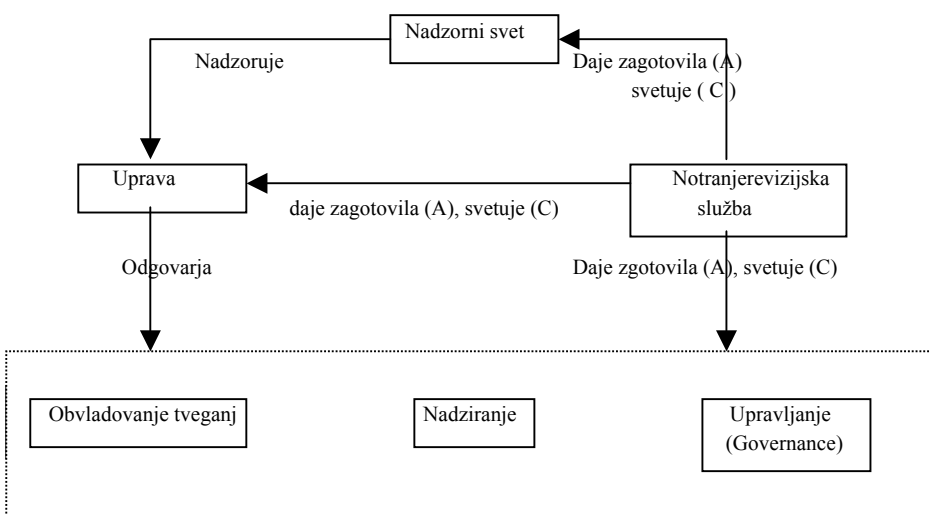 Nadzorni svet
Nadzoruje
Daje zagotovila (A)
svetuje ( C )
Uprava
Notranjerevizijska
služba
daje zagotovila (A), svetuje (C)
Odgovarja
Daje zgotovila (A), svetuje (C)
Obvladovanje tveganj
Nadziranje
Upravljanje
(Governance)